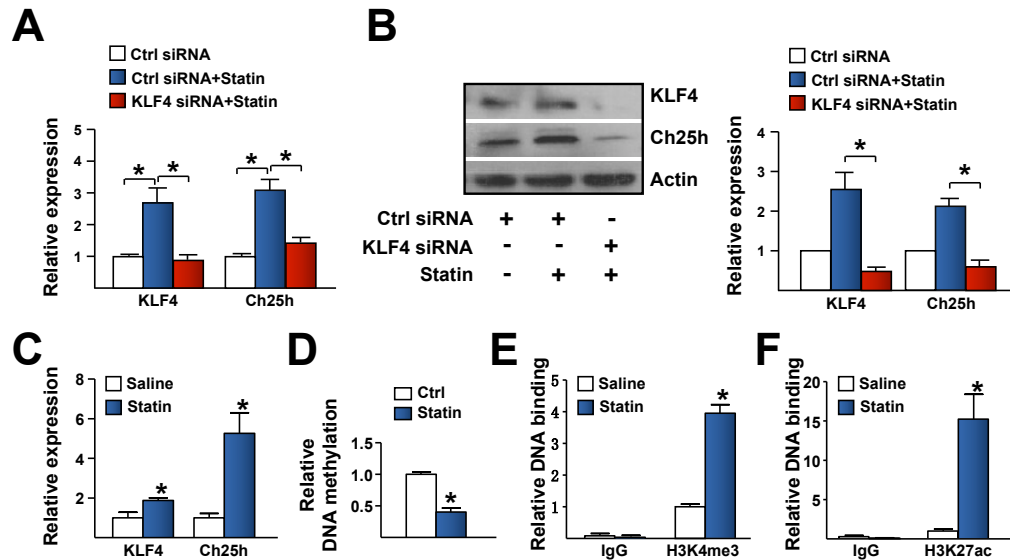 A
Ctrl siRNA
Ctrl siRNA+Statin
KLF4 siRNA+Statin
Relative expression
5
4
3
2
1
*
*
*
*
KLF4
Ch25h
B
KLF4
Ch25h
Actin
Ctrl siRNA + + -
KLF4 siRNA - - +
Statin - + +
Ctrl siRNA
Ctrl siRNA+Statin
KLF4 siRNA+Statin
Relative expression
4
3
2
1
*
*
KLF4
Ch25h
C
Saline
Statin
Relative expression
8
6
4
2
*
*
KLF4
Ch25h
D
Ctrl
Statin
Relative
DNA methylation
1.5
1.0
0.5
*
E
Saline
Statin
Relative DNA binding
5
4
3
2
1
*
IgG
H3K4me3
F
Saline
Statin
Relative DNA binding
20
15
10
5
*
IgG
H3K27ac